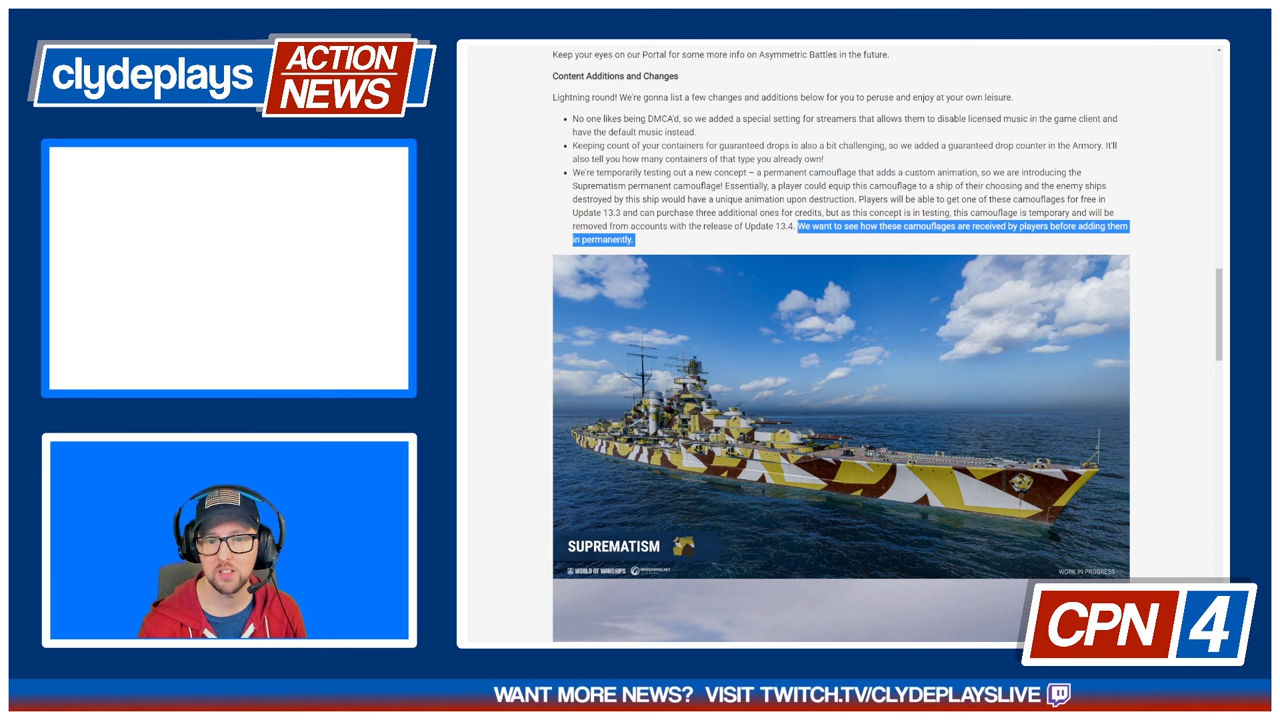 clydeplays
ACTION
NEWS
Keep your eyes on our Portal for some more info on Asymmetric Battles in the future.
Content Additions and Changes
Lightning round! We're gonna list a few changes and additions below for you to peruse and enjoy at your own leisure.
• No one likes being DMCA'd, so we added a special setting for streamers that allows them to disable licensed music in the game client and
have the default music instead.
• Keeping count of your containers for guaranteed drops is also a bit challenging, so we added a guaranteed drop counter in the Armory. It'll
also tell you how many containers of that type you already own!
• We're temporarily testing out a new concept – a permanent camouflage that adds a custom animation, so we are introducing the
Suprematism permanent camouflage! Essentially, a player could equip this camouflage to a ship of their choosing and the enemy ships
destroyed by this ship would have a unique animation upon destruction. Players will be able to get one of these camouflages for free in
Update 13.3 and can purchase three additional ones for credits, but as this concept is in testing, this camouflage is temporary and will be
removed from accounts with the release of Update 13.4. We want to see how these camouflages are received by players before adding them
in permanently.
SUPREMATISM
WORLD OF WARSHIPS WARGAMING.NET
WORK IN PROGRESS
CPN 4
WANT MORE NEWS? VISIT TWITCH.TV/CLYDEPLAYSLIVE